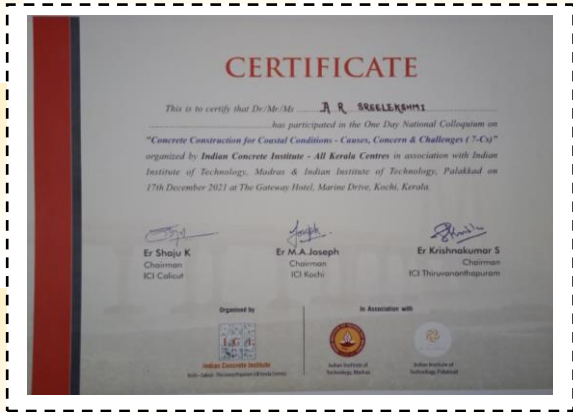 CERTIFICATE
This is to certify that Dr/Mr/Ms A R SREELEKSHMI
has participated in the One Day National Colloquium on
"Concrete Construction for Coastal Conditions - Causes, Concern & Challenges ( 7-Cs)"
organized by Indian Concrete Institute - All Kerala Centres in association with Indian
Institute of Technology, Madras & Indian Institute of Technology, Palakkad on
17th December 2021 at The Gateway Hotel, Marine Drive, Kochi, Kerala.
Joseph
Er Shaju K
Chairman
ICI Calicut
Er M.A.Joseph
Chairman
ICI Kochi
Er Krishnakumar S
Chairman
ICI Thiruvananthapuram
Organised by
Indian Concrete Institute
In Association with
Indian Institute of
Technology, Madras
Indian Institute of
Technology, Palakkad